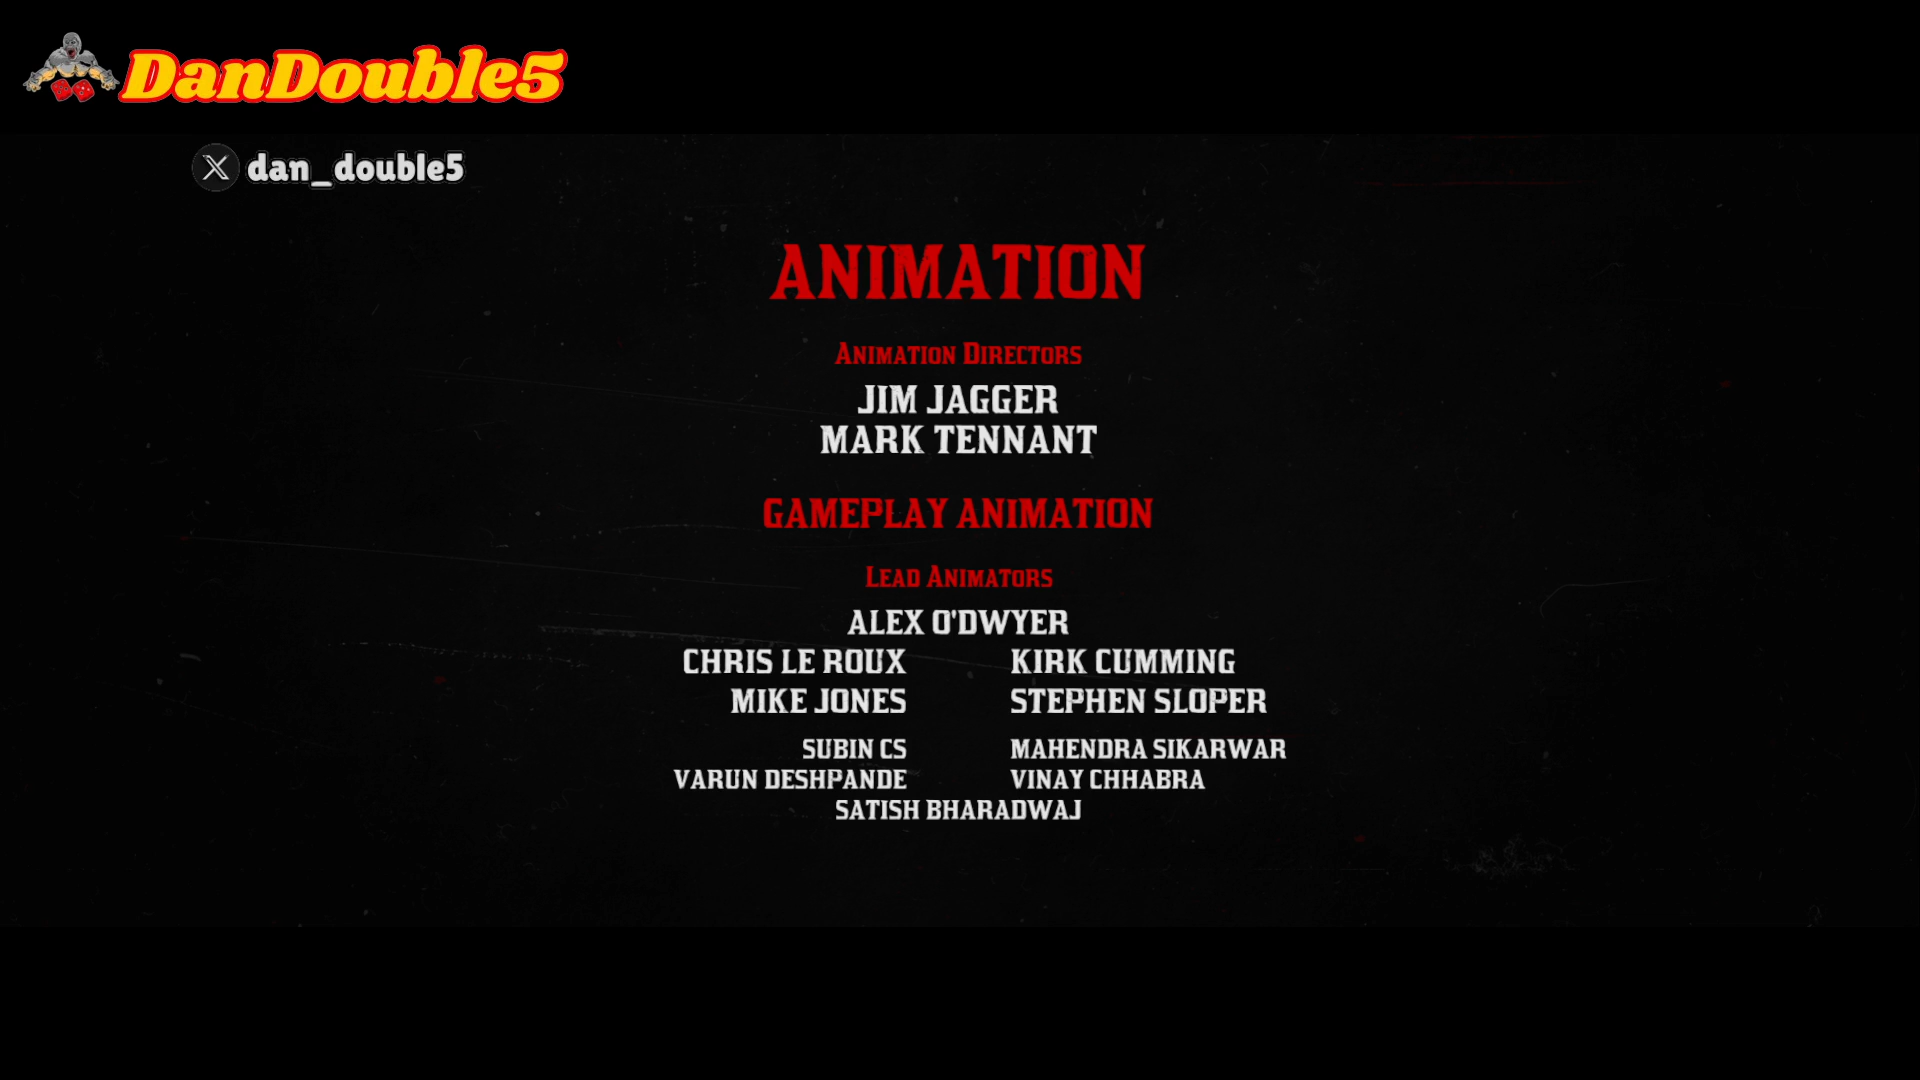 DanDouble5
dan_double5
ANIMATION
Animation Directors
JIM JAGGER
MARK TENNANT
GAMEPLAY ANIMATION
Lead Animators
ALEX O'DWYER
CHRIS LE ROUX KIRK CUMMING
MIKE JONES STEPHEN SLOPER
SUBIN CS MAHENDRA SIKARWAR
VARUN DESHPANDE VINAY CHHABRA
SATISH BHARADWAJ